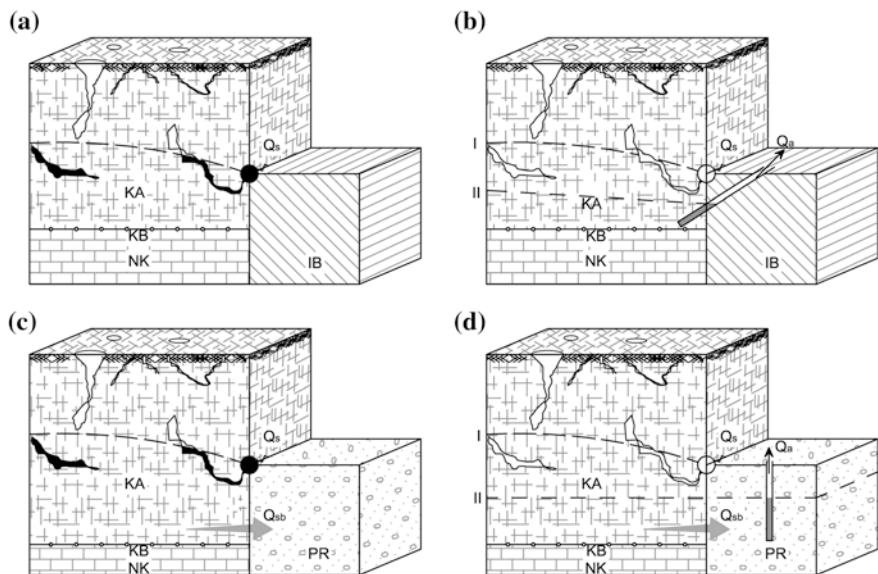 (a)
Qs
KA
KB
NK
IB
(b)
I
Qs
Qa
II
KA
KB
NK
IB
(c)
Qs
KA
Qsb
KB
PR
NK
(d)
I
Qs
Qa
KA
II
Qsb
KB
PR
NK